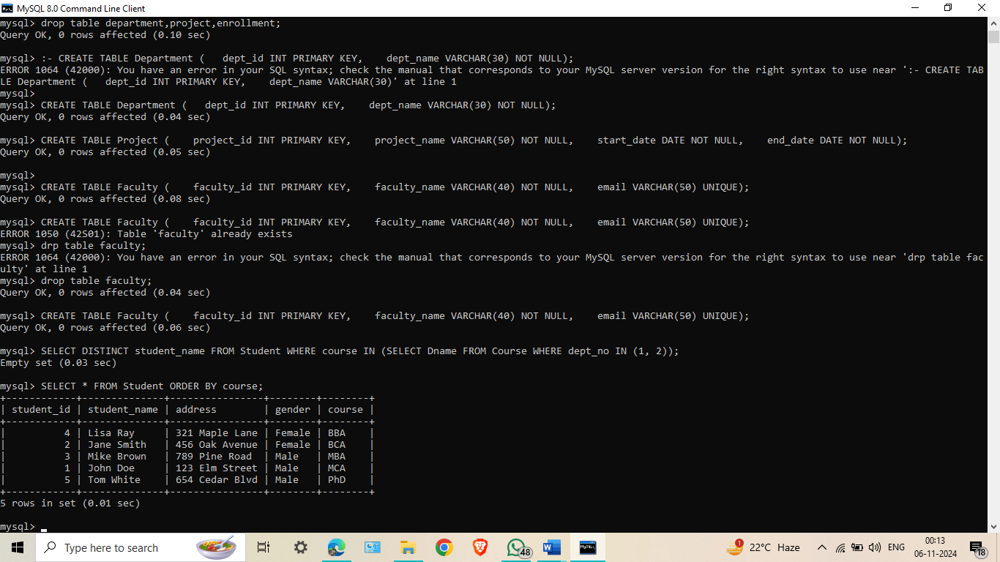 MySQL 8.0 Command Line Client
mysql> drop table department,project,enrollment;
Query OK, 0 rows affected (0.10 sec)
mysql> :- CREATE TABLE Department (   dept_id INT PRIMARY KEY,    dept_name VARCHAR(30) NOT NULL);
ERROR 1064 (42000): You have an error in your SQL syntax; check the manual that corresponds to your MySQL server version for the right syntax to use near ':- CREATE TAB
LE Department (   dept_id INT PRIMARY KEY,    dept_name VARCHAR(30)' at line 1
mysql>
mysql> CREATE TABLE Department (   dept_id INT PRIMARY KEY,    dept_name VARCHAR(30) NOT NULL);
Query OK, 0 rows affected (0.04 sec)
mysql> CREATE TABLE Project (    project_id INT PRIMARY KEY,    project_name VARCHAR(50) NOT NULL,    start_date DATE NOT NULL,    end_date DATE NOT NULL);
Query OK, 0 rows affected (0.05 sec)
mysql>
mysql> CREATE TABLE Faculty (    faculty_id INT PRIMARY KEY,    faculty_name VARCHAR(40) NOT NULL,    email VARCHAR(50) UNIQUE);
Query OK, 0 rows affected (0.08 sec)
mysql> CREATE TABLE Faculty (    faculty_id INT PRIMARY KEY,    faculty_name VARCHAR(40) NOT NULL,    email VARCHAR(50) UNIQUE);
ERROR 1050 (42S01): Table 'faculty' already exists
mysql> drp table faculty;
ERROR 1064 (42000): You have an error in your SQL syntax; check the manual that corresponds to your MySQL server version for the right syntax to use near 'drp table fac
ulty' at line 1
mysql> drop table faculty;
Query OK, 0 rows affected (0.04 sec)
mysql> CREATE TABLE Faculty (    faculty_id INT PRIMARY KEY,    faculty_name VARCHAR(40) NOT NULL,    email VARCHAR(50) UNIQUE);
Query OK, 0 rows affected (0.06 sec)
mysql> SELECT DISTINCT student_name FROM Student WHERE course IN (SELECT Dname FROM Course WHERE dept_no IN (1, 2));
Empty set (0.03 sec)
mysql> SELECT * FROM Student ORDER BY course;
+------------+--------------+----------------+--------+--------+
| student_id | student_name | address        | gender | course |
+------------+--------------+----------------+--------+--------+
|          4 | Lisa Ray     | 321 Maple Lane | Female | BBA    |
|          2 | Jane Smith   | 456 Oak Avenue | Female | BCA    |
|          3 | Mike Brown   | 789 Pine Road  | Male   | MBA    |
|          1 | John Doe     | 123 Elm Street | Male   | MCA    |
|          5 | Tom White    | 654 Cedar Blvd | Male   | PhD    |
+------------+--------------+----------------+--------+--------+
5 rows in set (0.01 sec)
mysql>
Type here to search
48
W
MySQL
1
22°C Haze
ENG
00:13
06-11-2024
18